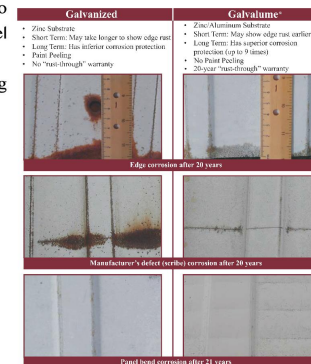 o
el
g
Galvanized
• Zinc Substrate
• Short Term: May take longer to show edge rust
• Long Term: Has inferior corrosion protection
• Paint Peeling
• No "rust-through" warranty
Galvalume®
• Zinc/Aluminum Substrate
• Short Term: May show edge rust earlier
• Long Term: Has superior corrosion
protection (up to 9 times)
• No Paint Peeling
• 20-year "rust-through" warranty
Edge corrosion after 20 years
Manufacturer's defect (scribe) corrosion after 20 years
Panel bend corrosion after 21 years